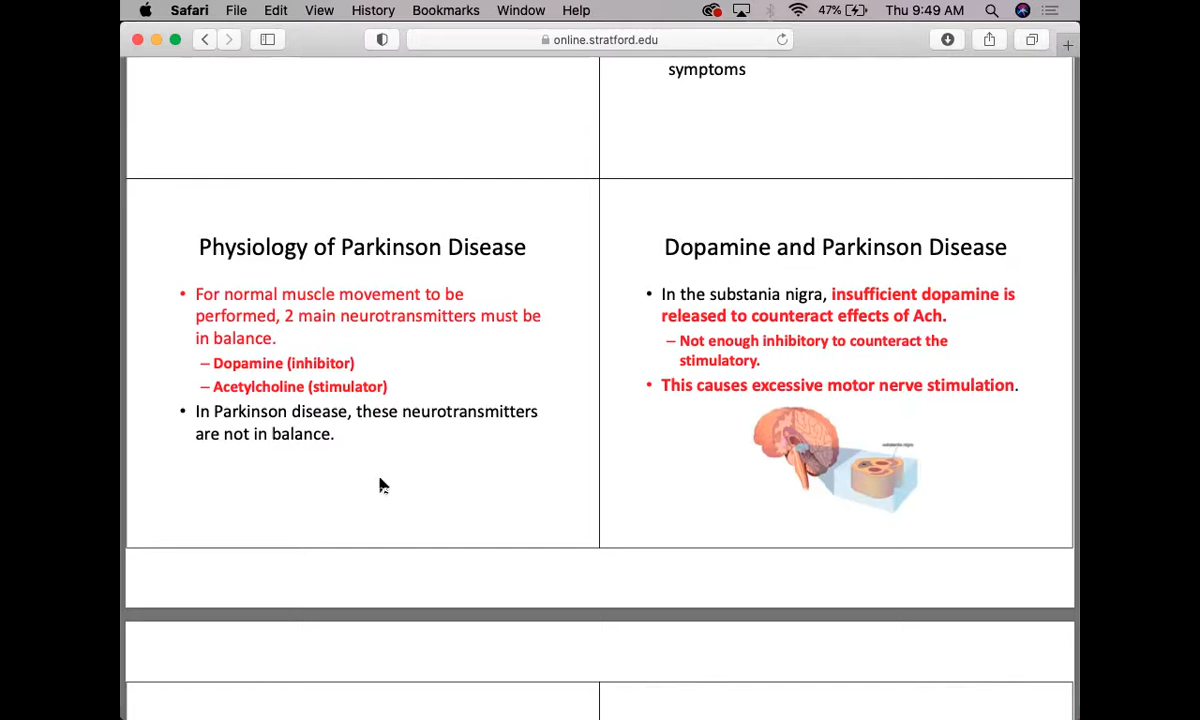 Safari File Edit View History Bookmarks Window Help 47% Thu 9:49 AM
online.stratford.edu
symptoms
Physiology of Parkinson Disease
• For normal muscle movement to be
performed, 2 main neurotransmitters must be
in balance.
– Dopamine (inhibitor)
– Acetylcholine (stimulator)
• In Parkinson disease, these neurotransmitters
are not in balance.
Dopamine and Parkinson Disease
• In the substania nigra, insufficient dopamine is
released to counteract effects of Ach.
– Not enough inhibitory to counteract the
stimulatory.
• This causes excessive motor nerve stimulation.
substantia nigra